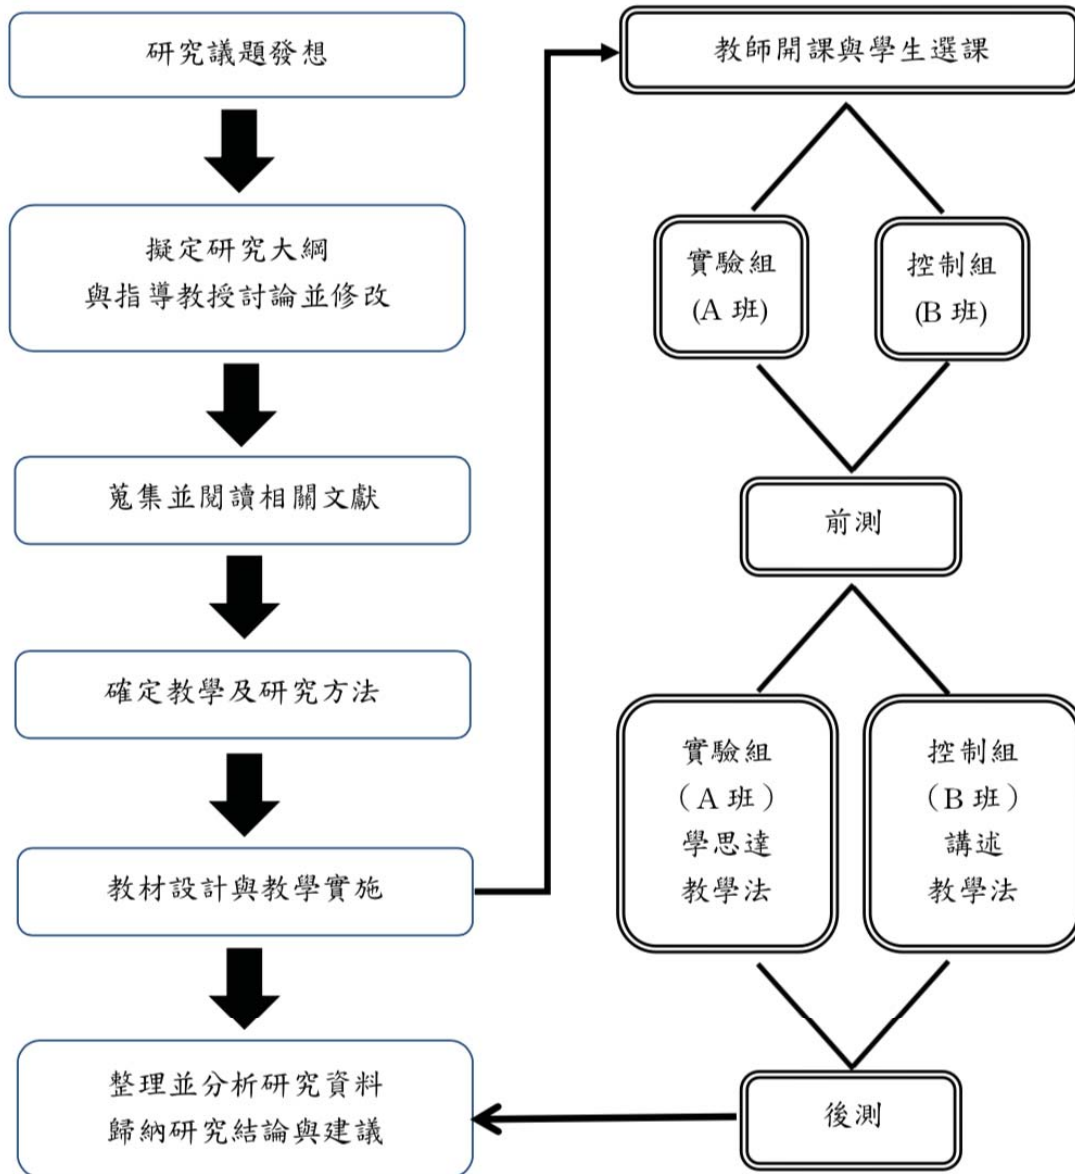 研究議題發想
擬定研究大綱
與指導教授討論並修改
蒐集並閱讀相關文獻
確定教學及研究方法
教材設計與教學實施
整理並分析研究資料
歸納研究結論與建議
教師開課與學生選課
實驗組
(A 班)
控制組
(B 班)
前測
實驗組
（A 班）
學思達
教學法
控制組
（B 班）
講述
教學法
後測